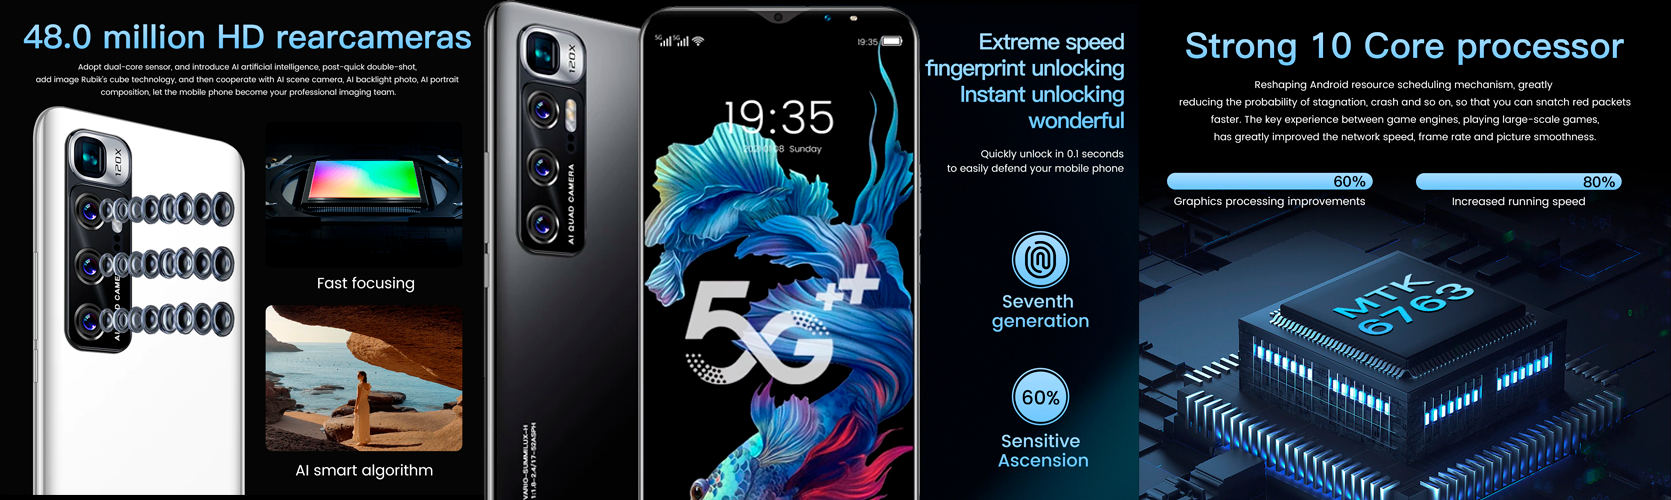 48.0 million HD rearcameras
Adopt dual-core sensor, and introduce AI artificial intelligence, post-quick double-shot,
add image Rubik's cube technology, and then cooperate with AI scene camera, AI backlight photo, AI portrait
composition, let the mobile phone become your professional imaging team.
120X
Fast focusing
AI smart algorithm
120X
AI QUAD CAMERA
VARIO-SUMMILUX-H
5G 5G
19:35
19:35
Sunday
5G++
Extreme speed
fingerprint unlocking
Instant unlocking
wonderful
Quickly unlock in 0.1 seconds
to easily defend your mobile phone
Seventh
generation
60%
Sensitive
Ascension
Strong 10 Core processor
Reshaping Android resource scheduling mechanism, greatly
reducing the probability of stagnation, crash and so on, so that you can snatch red packets
faster. The key experience between game engines, playing large-scale games,
has greatly improved the network speed, frame rate and picture smoothness.
60%
Graphics processing improvements
80%
Increased running speed
MTK
6763